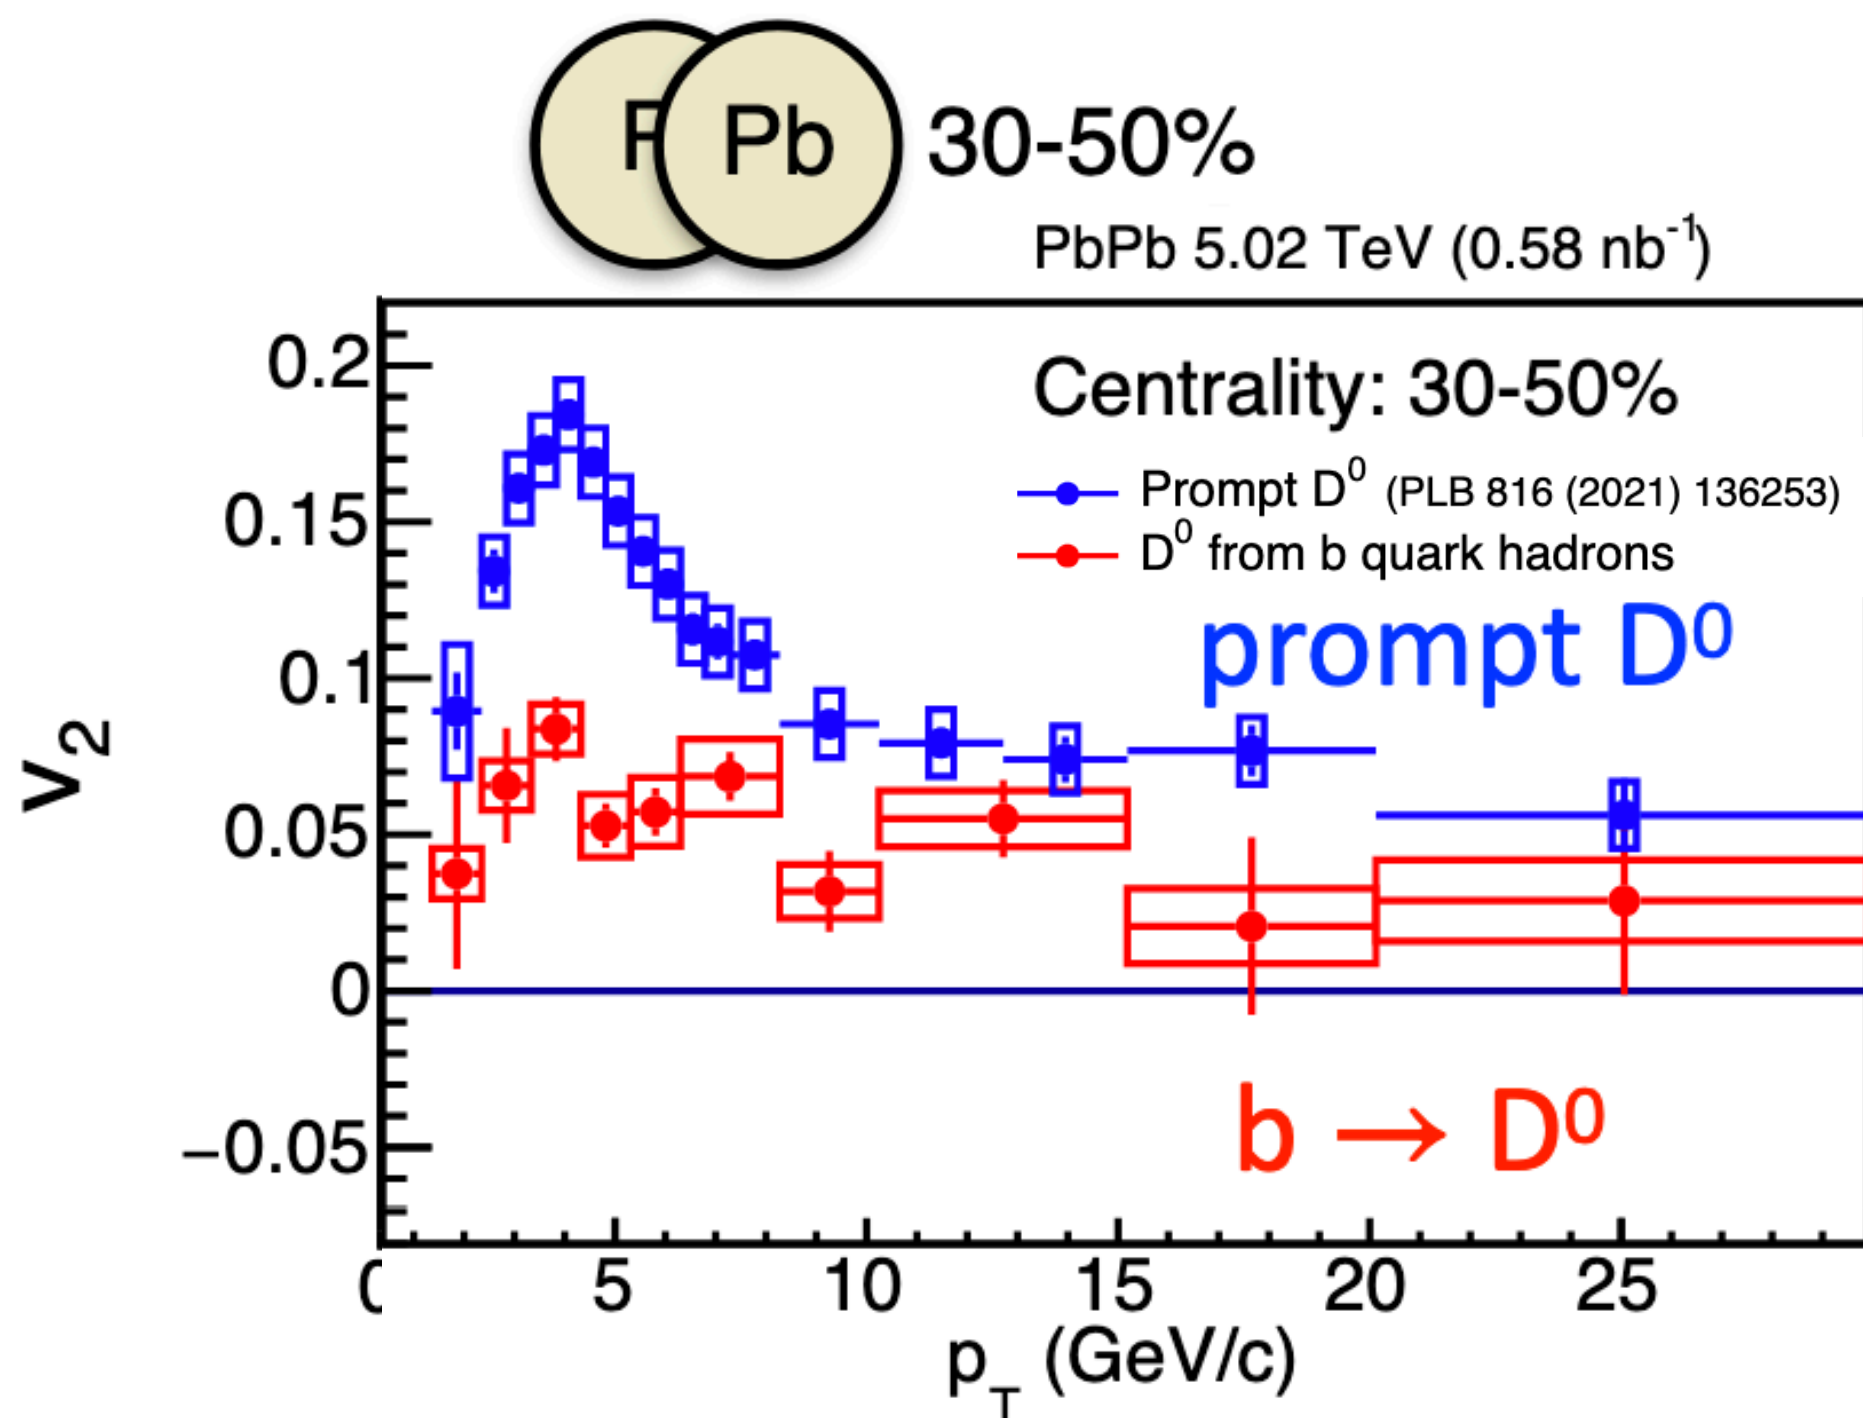 Pb 30-50%
PbPb 5.02 TeV (0.58 nb⁻¹)
Centrality: 30-50%
Prompt D⁰ (PLB 816 (2021) 136253)
D⁰ from b quark hadrons
prompt D⁰
b → D⁰
v₂
0.2
0.15
0.1
0.05
0
−0.05
5 10 15 20 25
p_T (GeV/c)